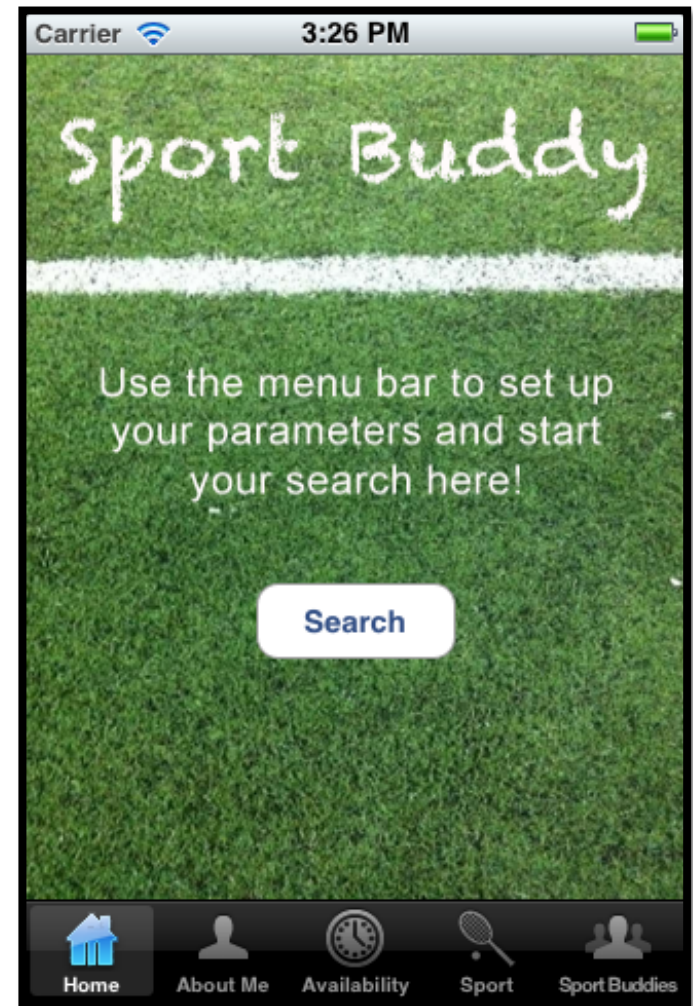 Carrier 3:26 PM
Sport Buddy
Use the menu bar to set up
your parameters and start
your search here!
Search
Home About Me Availability Sport Sport Buddies